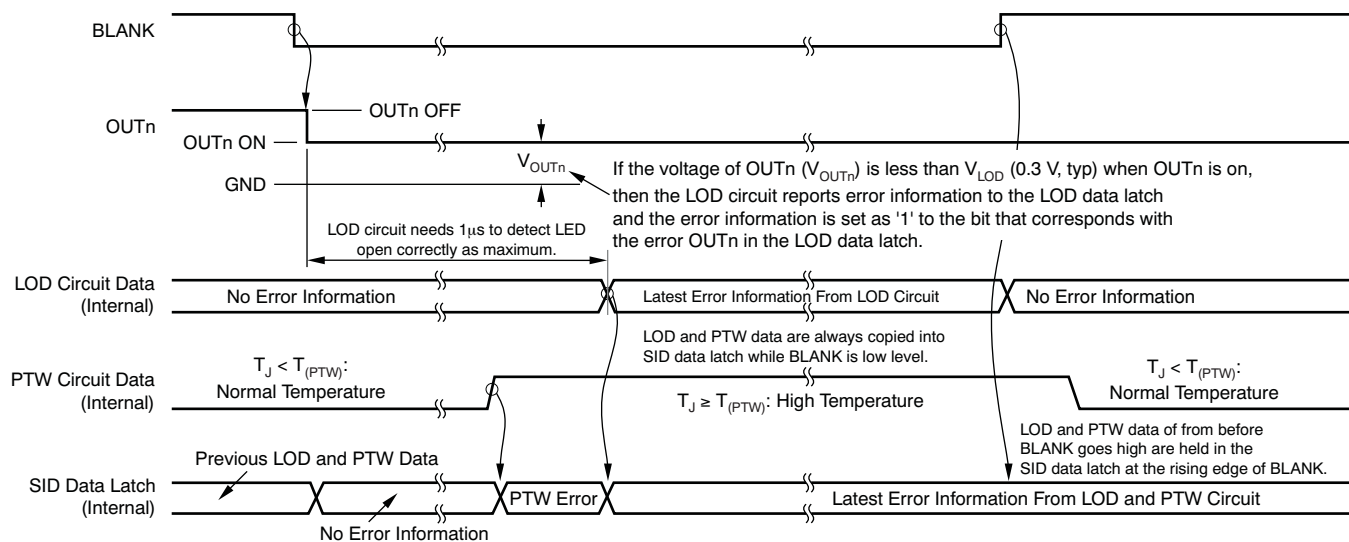 BLANK
OUTn
OUTn OFF
OUTn ON
GND
VOUTn
If the voltage of OUTn (VOUTn) is less than VLOD (0.3 V, typ) when OUTn is on,
then the LOD circuit reports error information to the LOD data latch
and the error information is set as '1' to the bit that corresponds with
the error OUTn in the LOD data latch.
LOD circuit needs 1µs to detect LED
open correctly as maximum.
LOD Circuit Data
(Internal)
No Error Information
Latest Error Information From LOD Circuit
No Error Information
LOD and PTW data are always copied into
SID data latch while BLANK is low level.
PTW Circuit Data
(Internal)
TJ < T(PTW):
Normal Temperature
TJ ≥ T(PTW): High Temperature
TJ < T(PTW):
Normal Temperature
LOD and PTW data of from before
BLANK goes high are held in the
SID data latch at the rising edge of BLANK.
Previous LOD and PTW Data
SID Data Latch
(Internal)
PTW Error
Latest Error Information From LOD and PTW Circuit
No Error Information